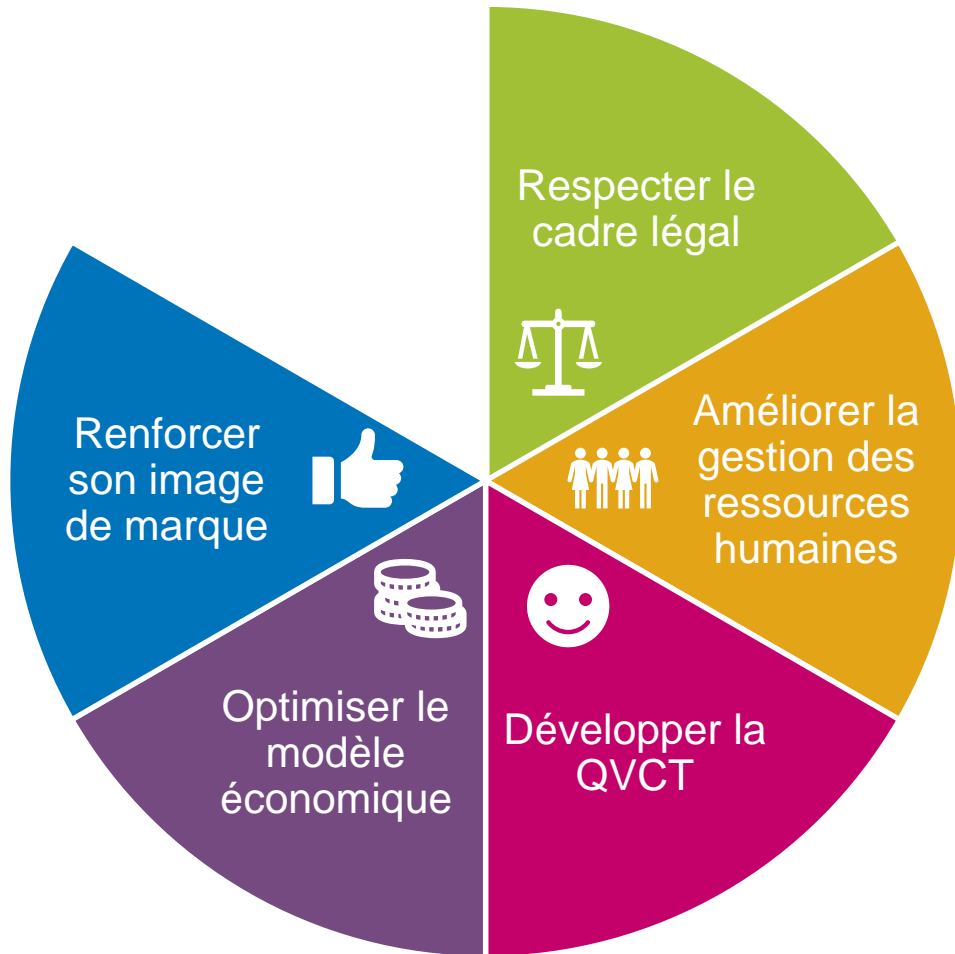 Respecter le
cadre légal
Améliorer la
gestion des
ressources
humaines
Développer la
QVCT
Optimiser le
modèle
économique
Renforcer
son image
de marque